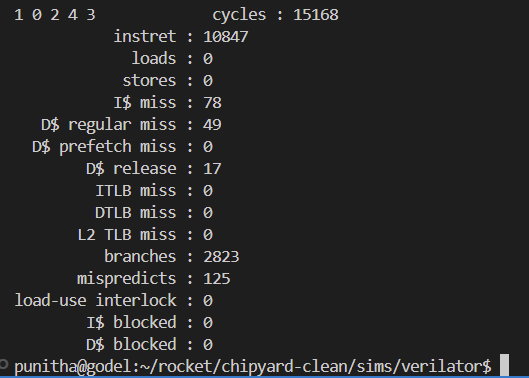 1 0 2 4 3 cycles : 15168
instret : 10847
loads : 0
stores : 0
I$ miss : 78
D$ regular miss : 49
D$ prefetch miss : 0
D$ release : 17
ITLB miss : 0
DTLB miss : 0
L2 TLB miss : 0
branches : 2823
mispredicts : 125
load-use interlock : 0
I$ blocked : 0
D$ blocked : 0
punitha@godel:~/rocket/chipyard-clean/sims/verilator$